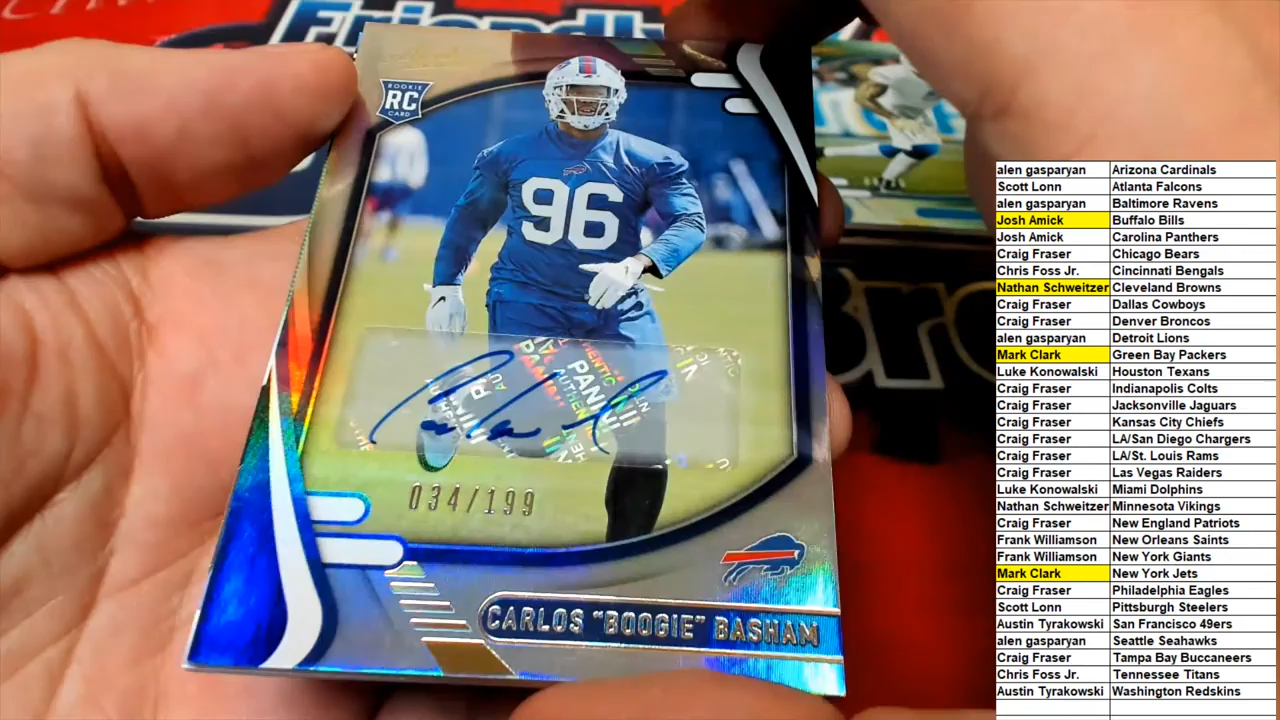 Friendly
Bro
ROOKIE
RC
CARD
96
PANINI
AUTHENTIC
034/199
CARLOS "BOOGIE" BASHAM
alen gasparyan Arizona Cardinals
Scott Lonn Atlanta Falcons
alen gasparyan Baltimore Ravens
Josh Amick Buffalo Bills
Josh Amick Carolina Panthers
Craig Fraser Chicago Bears
Chris Foss Jr. Cincinnati Bengals
Nathan Schweitzer Cleveland Browns
Craig Fraser Dallas Cowboys
Craig Fraser Denver Broncos
alen gasparyan Detroit Lions
Mark Clark Green Bay Packers
Luke Konowalski Houston Texans
Craig Fraser Indianapolis Colts
Craig Fraser Jacksonville Jaguars
Craig Fraser Kansas City Chiefs
Craig Fraser LA/San Diego Chargers
Craig Fraser LA/St. Louis Rams
Craig Fraser Las Vegas Raiders
Luke Konowalski Miami Dolphins
Nathan Schweitzer Minnesota Vikings
Craig Fraser New England Patriots
Frank Williamson New Orleans Saints
Frank Williamson New York Giants
Mark Clark New York Jets
Craig Fraser Philadelphia Eagles
Scott Lonn Pittsburgh Steelers
Austin Tyrakowski San Francisco 49ers
alen gasparyan Seattle Seahawks
Craig Fraser Tampa Bay Buccaneers
Chris Foss Jr. Tennessee Titans
Austin Tyrakowski Washington Redskins